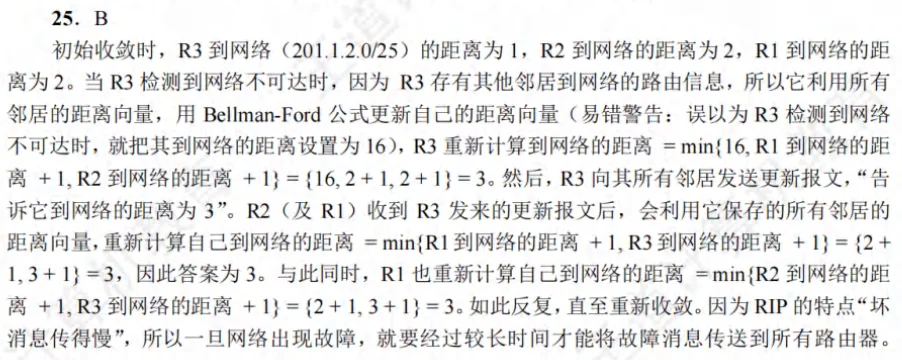 25. B
初始收敛时，R3 到网络（201.1.2.0/25）的距离为 1，R2 到网络的距离为 2，R1 到网络的距
离为 2。当 R3 检测到网络不可达时，因为 R3 存有其他邻居到网络的路由信息，所以它利用所有
邻居的距离向量，用 Bellman-Ford 公式更新自己的距离向量（易错警告：误以为 R3 检测到网络
不可达时，就把其到网络的距离设置为 16），R3 重新计算到网络的距离 = min{16, R1 到网络的距
离 + 1, R2 到网络的距离 + 1} = {16, 2 + 1, 2 + 1} = 3。然后，R3 向其所有邻居发送更新报文，“告
诉它到网络的距离为 3”。R2（及 R1）收到 R3 发来的更新报文后，会利用它保存的所有邻居的
距离向量，重新计算自己到网络的距离 = min{R1 到网络的距离 + 1, R3 到网络的距离 + 1} = {2 +
1, 3 + 1} = 3，因此答案为 3。与此同时，R1 也重新计算自己到网络的距离 = min{R2 到网络的距
离 + 1, R3 到网络的距离 + 1} = {2 + 1, 3 + 1} = 3。如此反复，直至重新收敛。因为 RIP 的特点“坏
消息传得慢”，所以一旦网络出现故障，就要经过较长时间才能将故障消息传送到所有路由器。